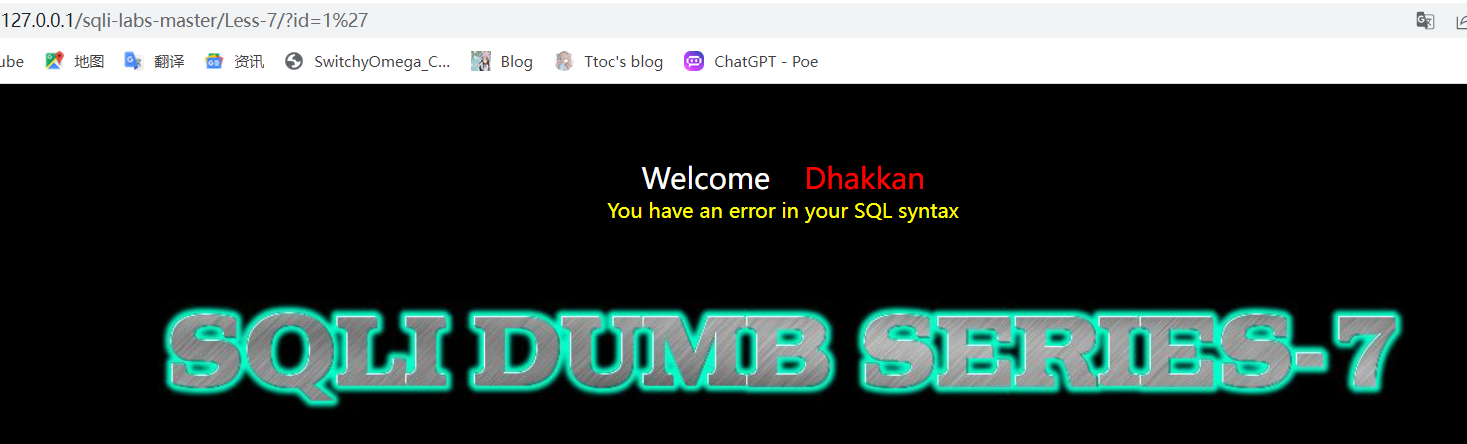 127.0.0.1/sqli-labs-master/Less-7/?id=1%27
ube 地图 翻译 资讯 SwitchyOmega_C... Blog Ttoc's blog ChatGPT - Poe
Welcome Dhakkan
You have an error in your SQL syntax
SQLI DUMB SERIES-7